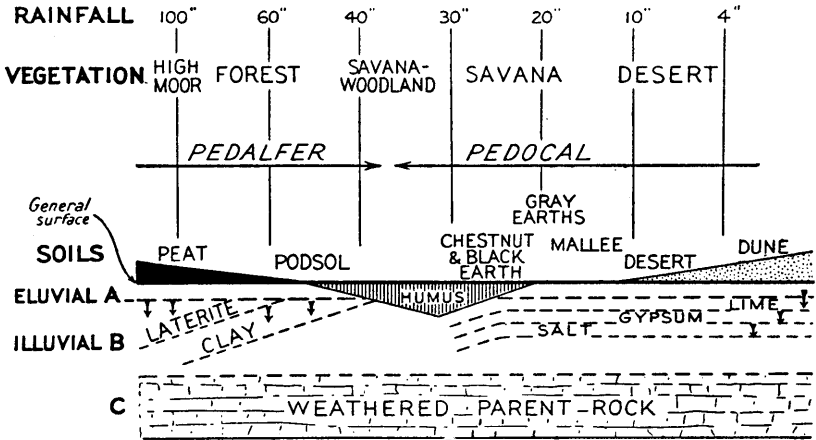 RAINFALL 100" 60" 40" 30" 20" 10" 4"
VEGETATION HIGH MOOR FOREST SAVANA-WOODLAND SAVANA DESERT
PEDALFER PEDOCAL
General surface
GRAY EARTHS
SOILS PEAT PODSOL CHESTNUT & BLACK EARTH MALLEE DESERT DUNE
ELUVIAL A HUMUS LIME
LATERITE GYPSUM
ILLUVIAL B CLAY SALT
C WEATHERED PARENT ROCK